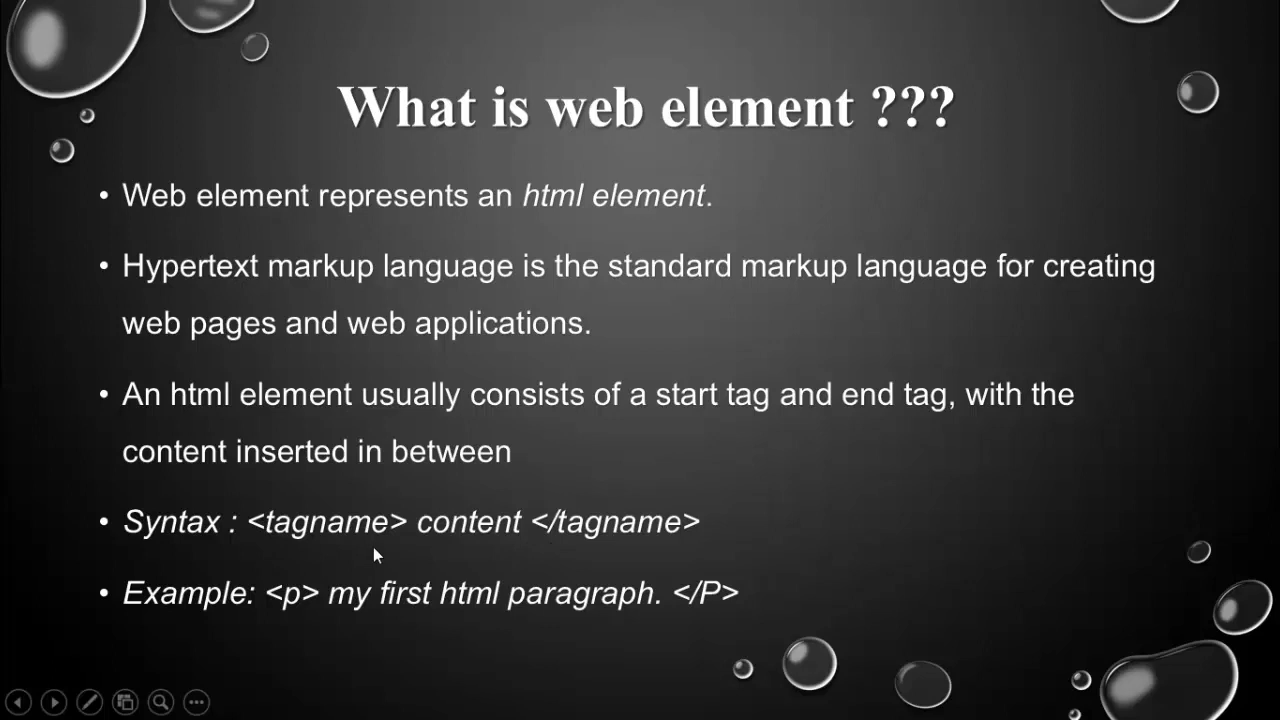 What is web element ???
• Web element represents an html element.
• Hypertext markup language is the standard markup language for creating
web pages and web applications.
• An html element usually consists of a start tag and end tag, with the
content inserted in between
• Syntax : <tagname> content </tagname>
• Example: <p> my first html paragraph. </P>